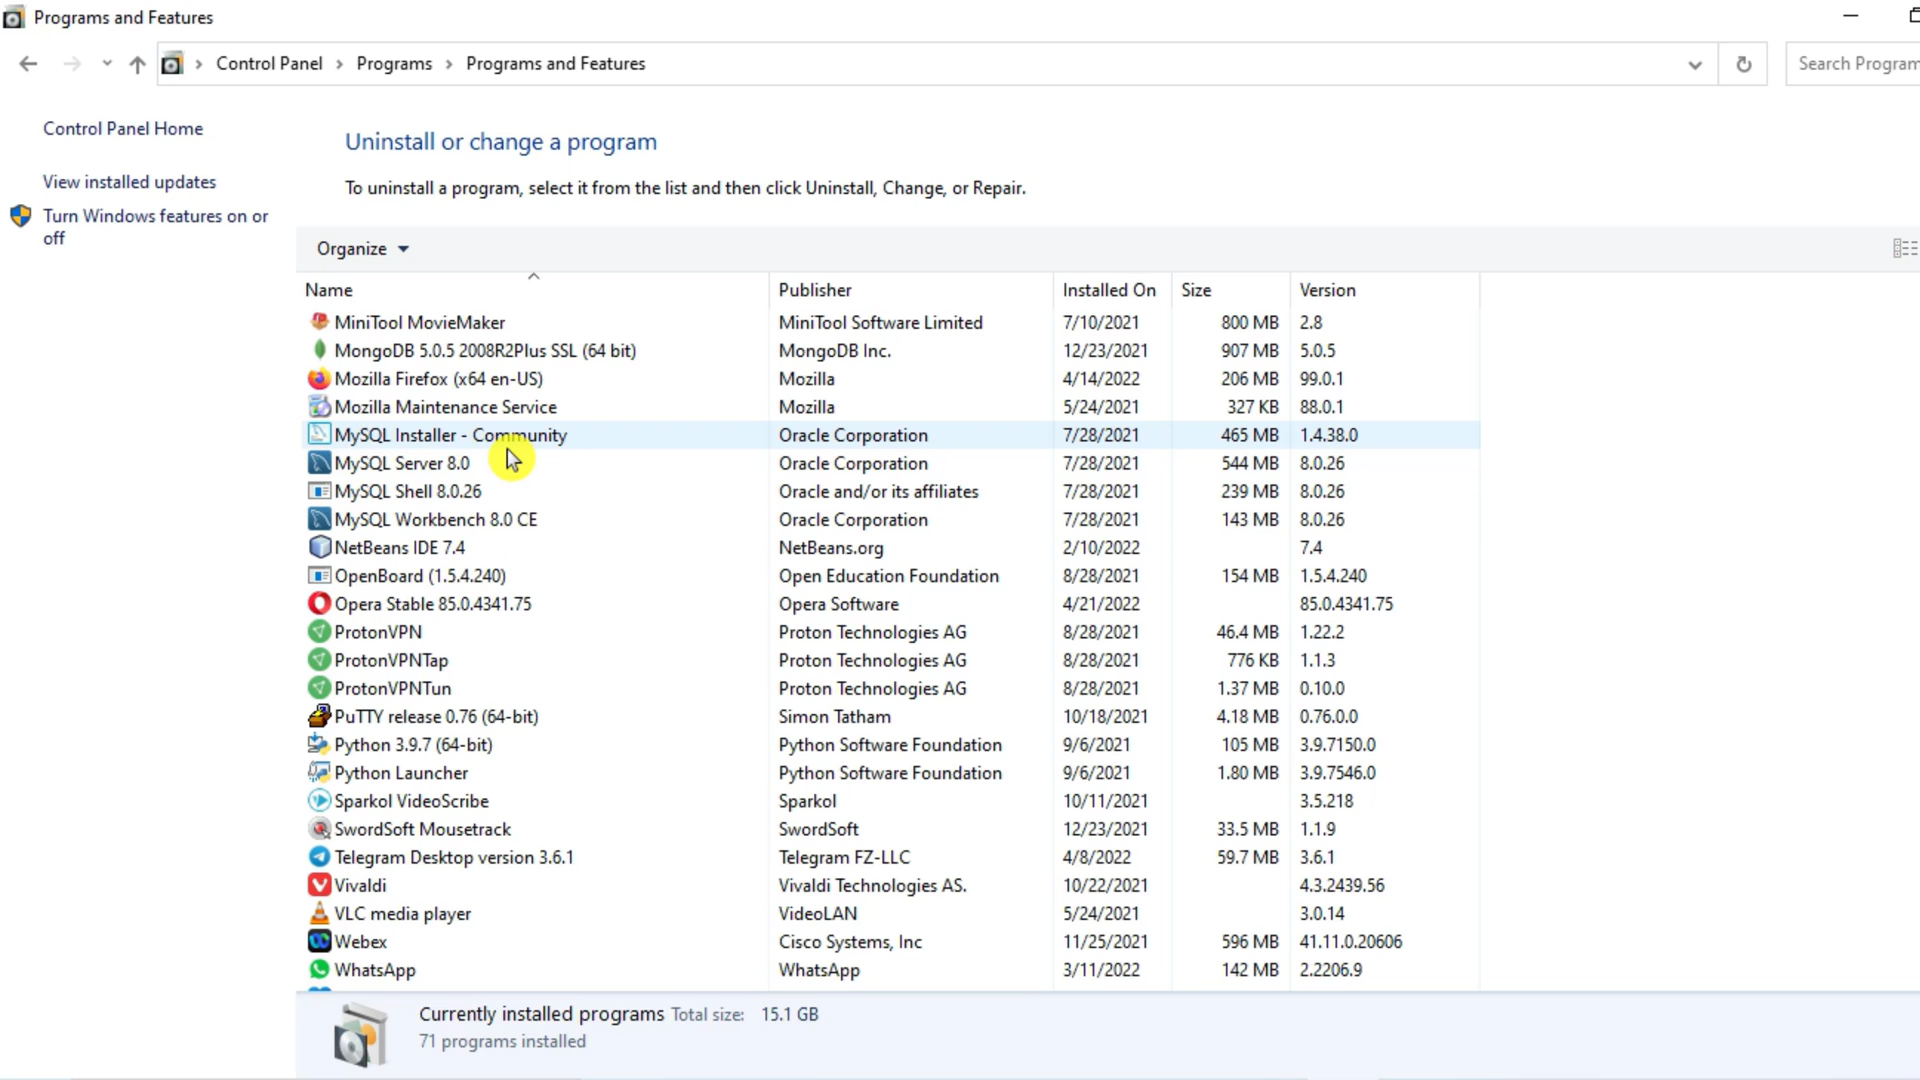 Programs and Features
Control Panel › Programs › Programs and Features
Search Program
Control Panel Home
View installed updates
Turn Windows features on or
off
Uninstall or change a program
To uninstall a program, select it from the list and then click Uninstall, Change, or Repair.
Organize
Name Publisher Installed On Size Version
MiniTool MovieMaker MiniTool Software Limited 7/10/2021 800 MB 2.8
MongoDB 5.0.5 2008R2Plus SSL (64 bit) MongoDB Inc. 12/23/2021 907 MB 5.0.5
Mozilla Firefox (x64 en-US) Mozilla 4/14/2022 206 MB 99.0.1
Mozilla Maintenance Service Mozilla 5/24/2021 327 KB 88.0.1
MySQL Installer - Community Oracle Corporation 7/28/2021 465 MB 1.4.38.0
MySQL Server 8.0 Oracle Corporation 7/28/2021 544 MB 8.0.26
MySQL Shell 8.0.26 Oracle and/or its affiliates 7/28/2021 239 MB 8.0.26
MySQL Workbench 8.0 CE Oracle Corporation 7/28/2021 143 MB 8.0.26
NetBeans IDE 7.4 NetBeans.org 2/10/2022 7.4
OpenBoard (1.5.4.240) Open Education Foundation 8/28/2021 154 MB 1.5.4.240
Opera Stable 85.0.4341.75 Opera Software 4/21/2022 85.0.4341.75
ProtonVPN Proton Technologies AG 8/28/2021 46.4 MB 1.22.2
ProtonVPNTap Proton Technologies AG 8/28/2021 776 KB 1.1.3
ProtonVPNTun Proton Technologies AG 8/28/2021 1.37 MB 0.10.0
PuTTY release 0.76 (64-bit) Simon Tatham 10/18/2021 4.18 MB 0.76.0.0
Python 3.9.7 (64-bit) Python Software Foundation 9/6/2021 105 MB 3.9.7150.0
Python Launcher Python Software Foundation 9/6/2021 1.80 MB 3.9.7546.0
Sparkol VideoScribe Sparkol 10/11/2021 3.5.218
SwordSoft Mousetrack SwordSoft 12/23/2021 33.5 MB 1.1.9
Telegram Desktop version 3.6.1 Telegram FZ-LLC 4/8/2022 59.7 MB 3.6.1
Vivaldi Vivaldi Technologies AS. 10/22/2021 4.3.2439.56
VLC media player VideoLAN 5/24/2021 3.0.14
Webex Cisco Systems, Inc 11/25/2021 596 MB 41.11.0.20606
WhatsApp WhatsApp 3/11/2022 142 MB 2.2206.9
Currently installed programs Total size: 15.1 GB
71 programs installed